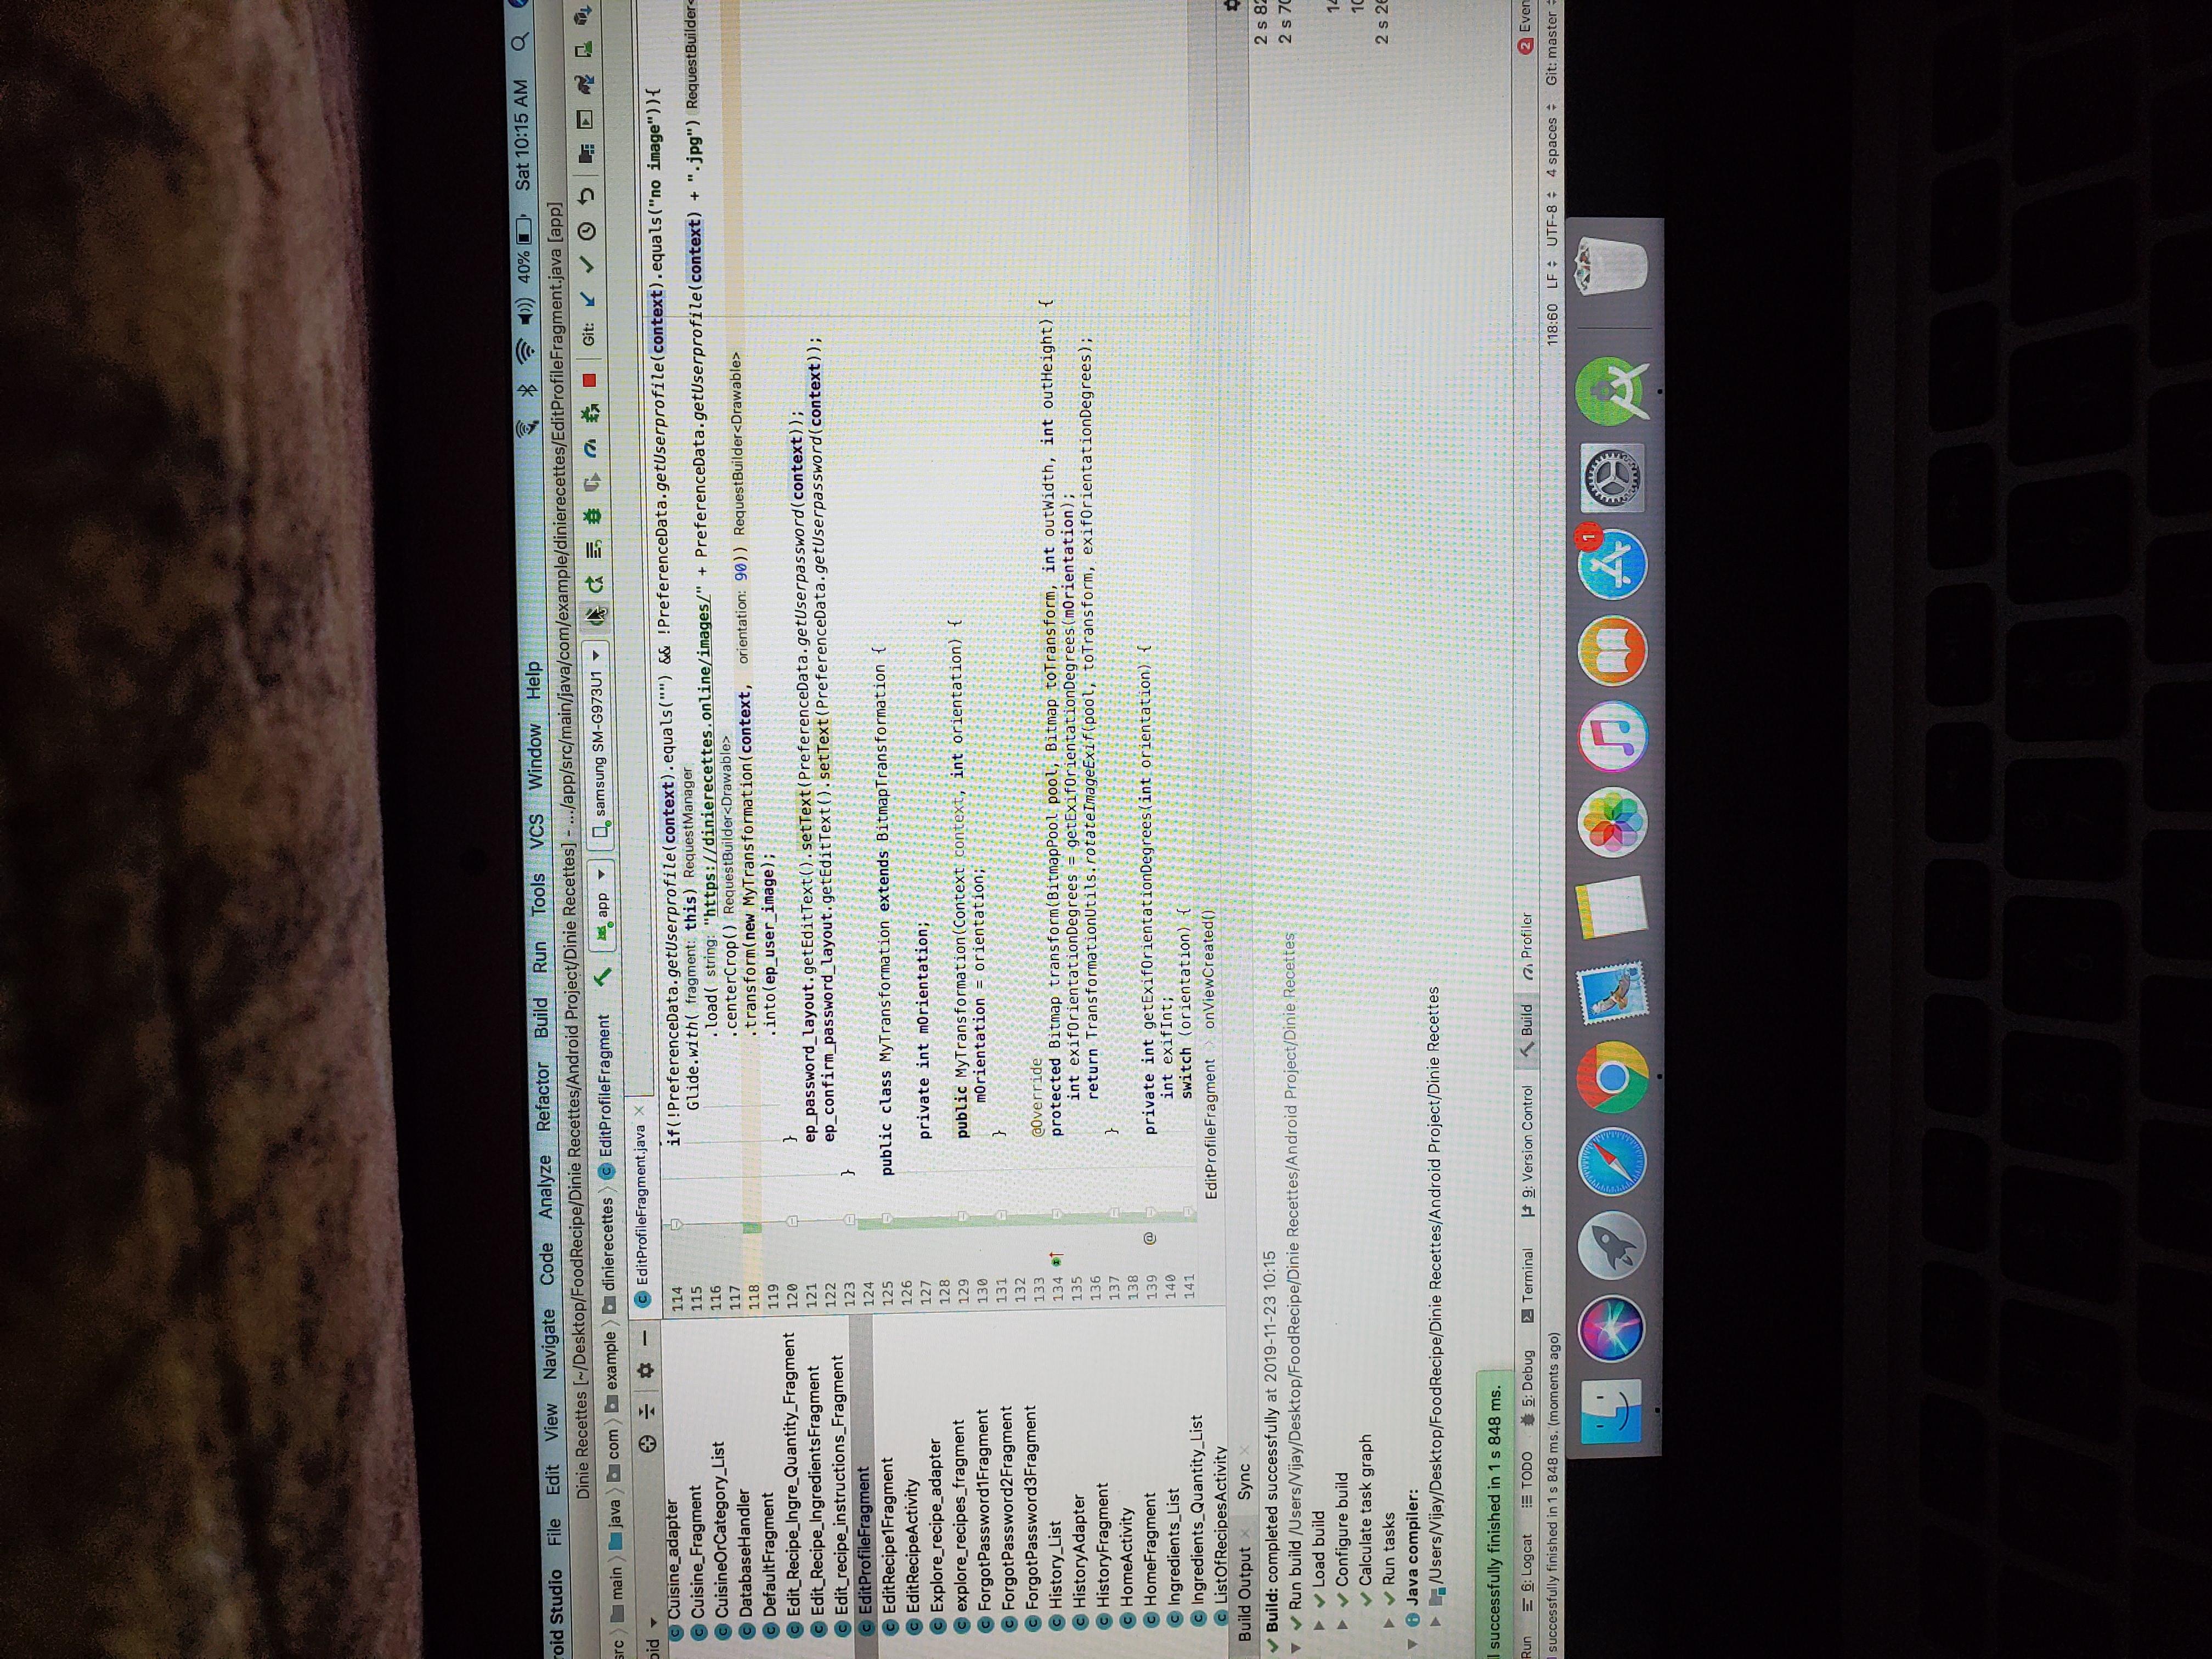 roid Studio File Edit View Navigate Code Analyze Refactor Build Run Tools VCS Window Help 40% Sat 10:15 AM
Dinie Recettes [~/Desktop/FoodRecipe/Dinie Recettes/Android Project/Dinie Recettes] - .../app/src/main/java/com/example/dinierecettes/EditProfileFragment.java [app]
src main java com example dinierecettes EditProfileFragment app samsung SM-G973U1 Git:
oid
EditProfileFragment.java
Cuisine_adapter
Cuisine_Fragment
CuisineOrCategory_List
DatabaseHandler
DefaultFragment
Edit_Recipe_Ingre_Quantity_Fragment
Edit_Recipe_IngredientsFragment
Edit_recipe_instructions_Fragment
EditProfileFragment
EditRecipe1Fragment
EditRecipeActivity
Explore_recipe_adapter
explore_recipes_fragment
ForgotPassword1Fragment
ForgotPassword2Fragment
ForgotPassword3Fragment
History_List
HistoryAdapter
HistoryFragment
HomeActivity
HomeFragment
Ingredients_List
Ingredients_Quantity_List
ListOfRecipesActivity
114 if(!PreferenceData.getUserprofile(context).equals("") && !PreferenceData.getUserprofile(context).equals("no image")){
115 Glide.with( fragment: this) RequestManager
116 .load( string: "https://dinierecettes.online/images/" + PreferenceData.getUserprofile(context) + ".jpg") RequestBuilder<
117 .centerCrop() RequestBuilder<Drawable>
118 .transform(new MyTransformation(context, orientation: 90)) RequestBuilder<Drawable>
119 .into(ep_user_image);
120 }
121 ep_password_layout.getEditText().setText(PreferenceData.getUserpassword(context));
122 ep_confirm_password_layout.getEditText().setText(PreferenceData.getUserpassword(context));
123 }
124
125 public class MyTransformation extends BitmapTransformation {
126
127 private int mOrientation;
128
129 public MyTransformation(Context context, int orientation) {
130 mOrientation = orientation;
131 }
132
133 @Override
134 protected Bitmap transform(BitmapPool pool, Bitmap toTransform, int outWidth, int outHeight) {
135 int exifOrientationDegrees = getExifOrientationDegrees(mOrientation);
136 return TransformationUtils.rotateImageExif(pool, toTransform, exifOrientationDegrees);
137 }
138
139 @ private int getExifOrientationDegrees(int orientation) {
140 int exifInt;
141 switch (orientation) {
EditProfileFragment > onViewCreated()
Build Output Sync
Build: completed successfully at 2019-11-23 10:15 2 s 82
Run build /Users/Vijay/Desktop/FoodRecipe/Dinie Recettes/Android Project/Dinie Recettes 2 s 70
Load build
Configure build 14
Calculate task graph 10
Run tasks 2 s 26
Java compiler:
/Users/Vijay/Desktop/FoodRecipe/Dinie Recettes/Android Project/Dinie Recettes
l successfully finished in 1 s 848 ms.
Run 6: Logcat TODO 5: Debug Terminal 9: Version Control Build Profiler 2 Even
l successfully finished in 1 s 848 ms. (moments ago) 118:60 LF UTF-8 4 spaces Git: master
1